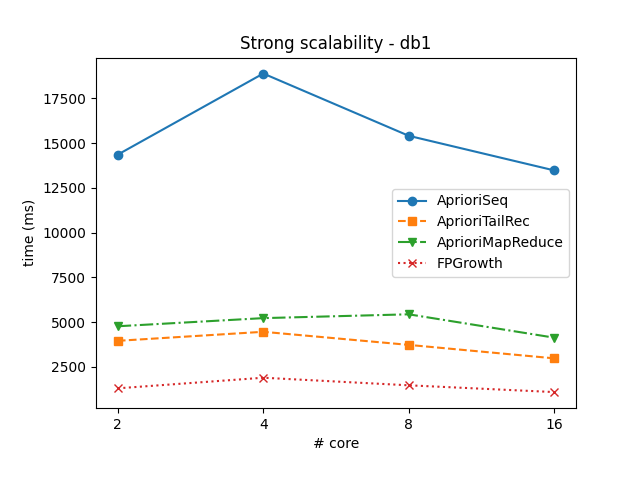 Strong scalability - db1
17500
15000
12500
10000
7500
5000
2500
time (ms)
AprioriSeq
AprioriTailRec
AprioriMapReduce
FPGrowth
2 4 8 16
# core